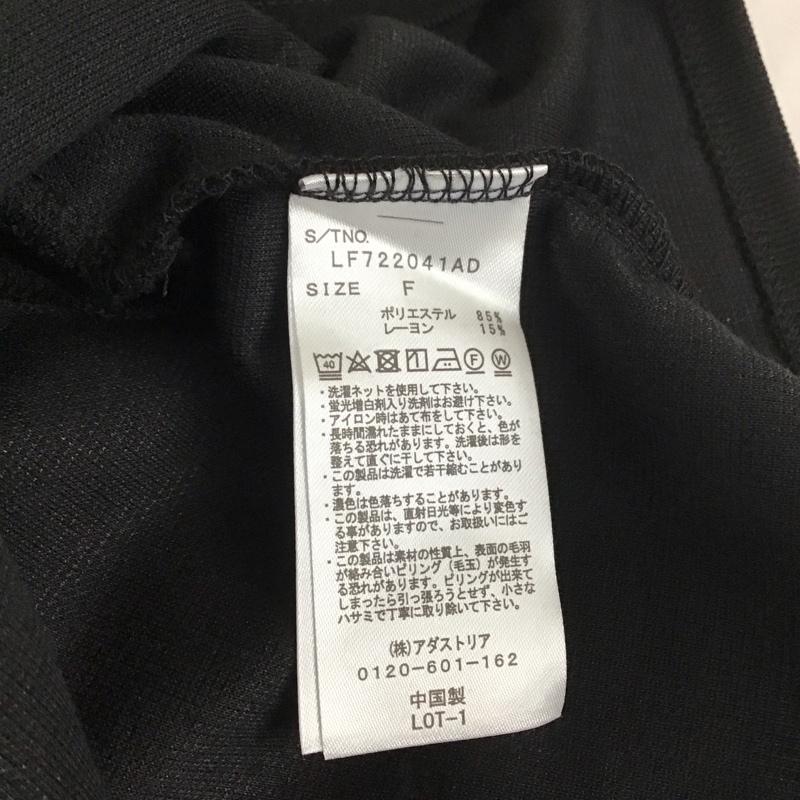 S/TNO.
LF722041AD
SIZE F
ポリエステル 85%
レーヨン 15%
40 F W
・洗濯ネットを使用して下さい。
・蛍光増白剤入り洗剤はお避け下さい。
・アイロン時はあて布をして下さい。
・長時間濡れたままにしておくと、色が
落ちる恐れがあります。洗濯後は形を
整えて直ぐに干して下さい。
・この製品は洗濯で若干縮むことがあり
ます。
・濃色は色落ちすることがあります。
・この製品は、直射日光等により変色す
る事がありますので、お取扱いにはご
注意下さい。
・この製品は素材の性質上、表面の毛羽
が絡み合いピリング（毛玉）が発生す
る恐れがあります。ピリングが出来て
しまったら引っ張ろうとせず、小さな
ハサミで丁寧に取り除いて下さい。
(株)アダストリア
0120-601-162
中国製
LOT-1